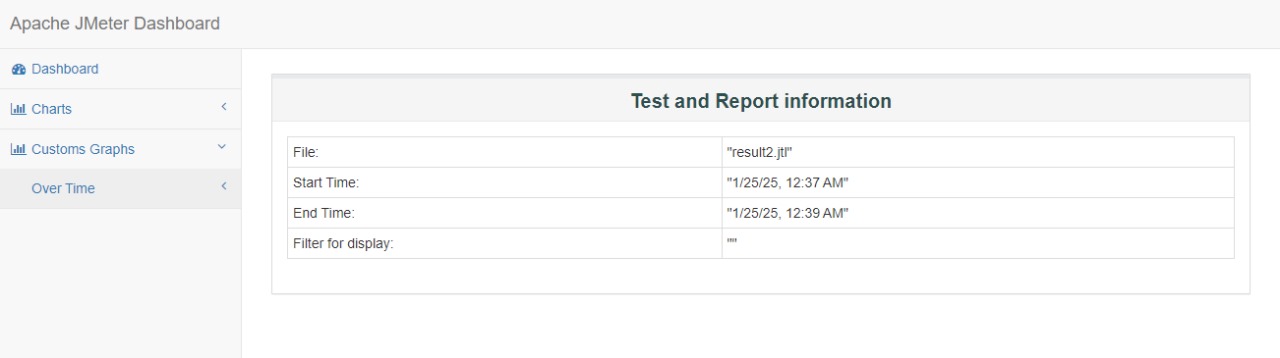 Apache JMeter Dashboard
Dashboard
Charts
Customs Graphs
Over Time
Test and Report information
File: "result2.jtl"
Start Time: "1/25/25, 12:37 AM"
End Time: "1/25/25, 12:39 AM"
Filter for display: ""